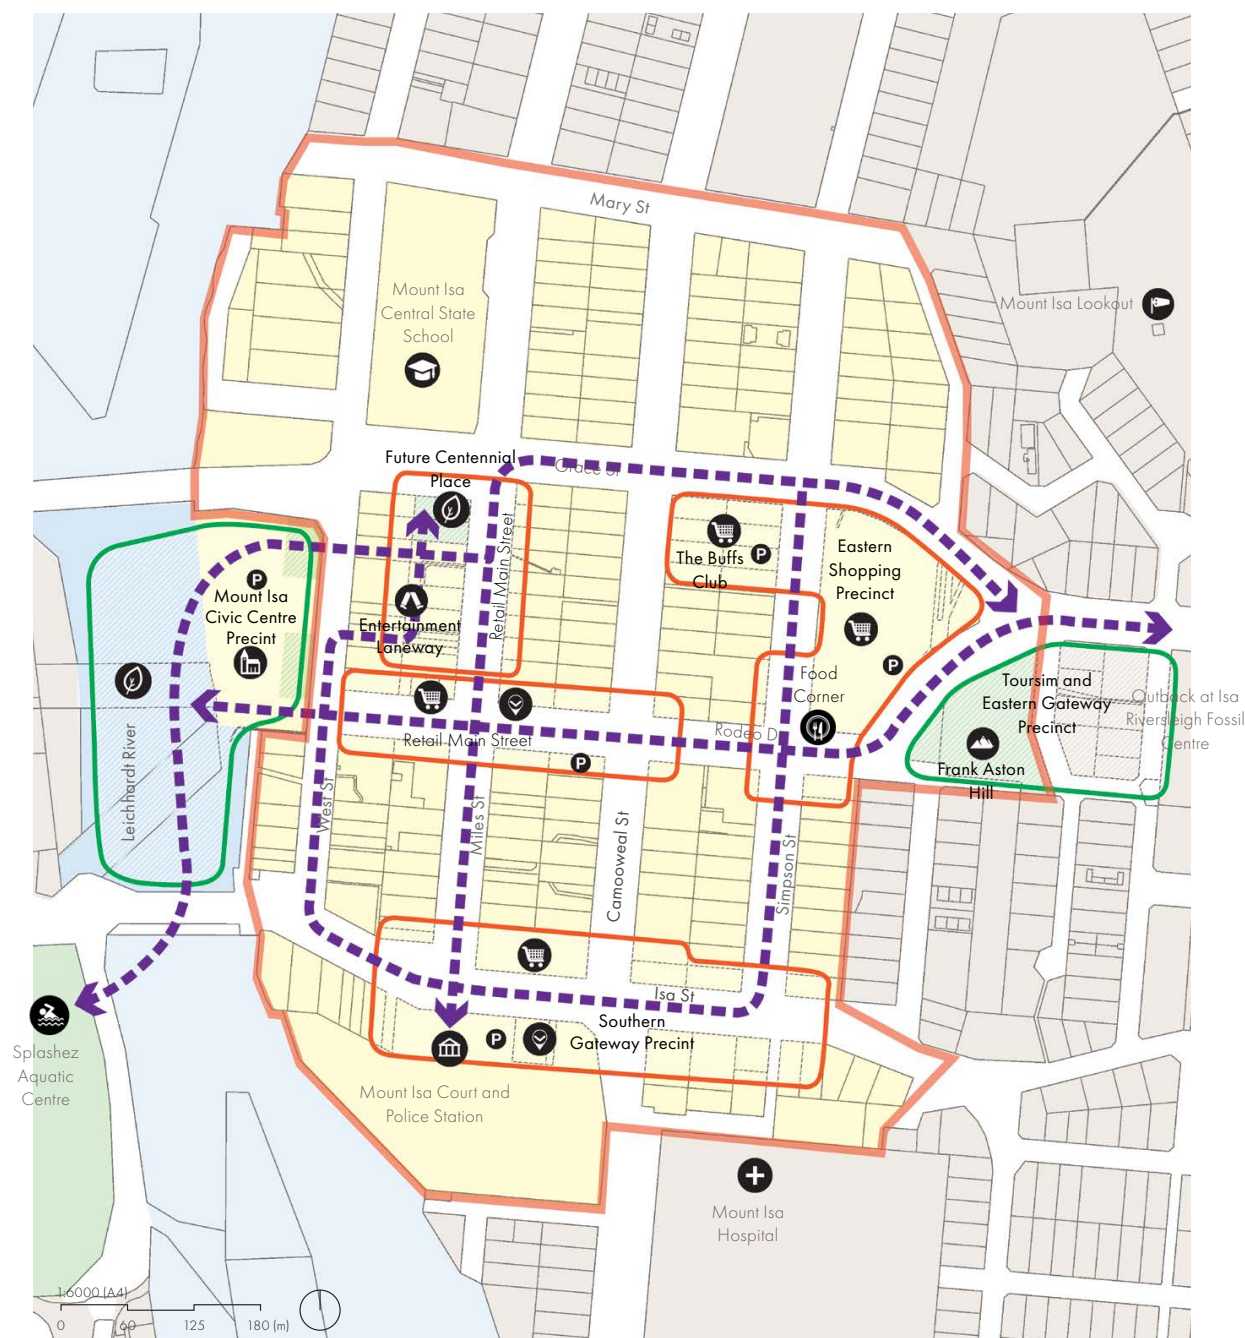 Mary St
Mount Isa
Central State
School
Mount Isa Lookout
Future Centennial
Place
Grace St
Retail Main Street
The Buffs
Club
P
Eastern
Shopping
Precinct
P
Mount Isa
Civic Centre
Precint
P
Entertainment
Laneway
Food
Corner
P
Toursim and
Eastern Gateway
Precinct
Outback at Isa
Riversleigh Fossil
Centre
Frank Aston
Hill
Retail Main Street
Rodeo D
P
Leichhardt River
West St
Miles St
Camooweal St
Simpson St
Isa St
Southern
Gateway Precint
P
Splashez
Aquatic
Centre
Mount Isa Court and
Police Station
Mount Isa
Hospital
1:6000 (A4)
0 60 125 180 (m)